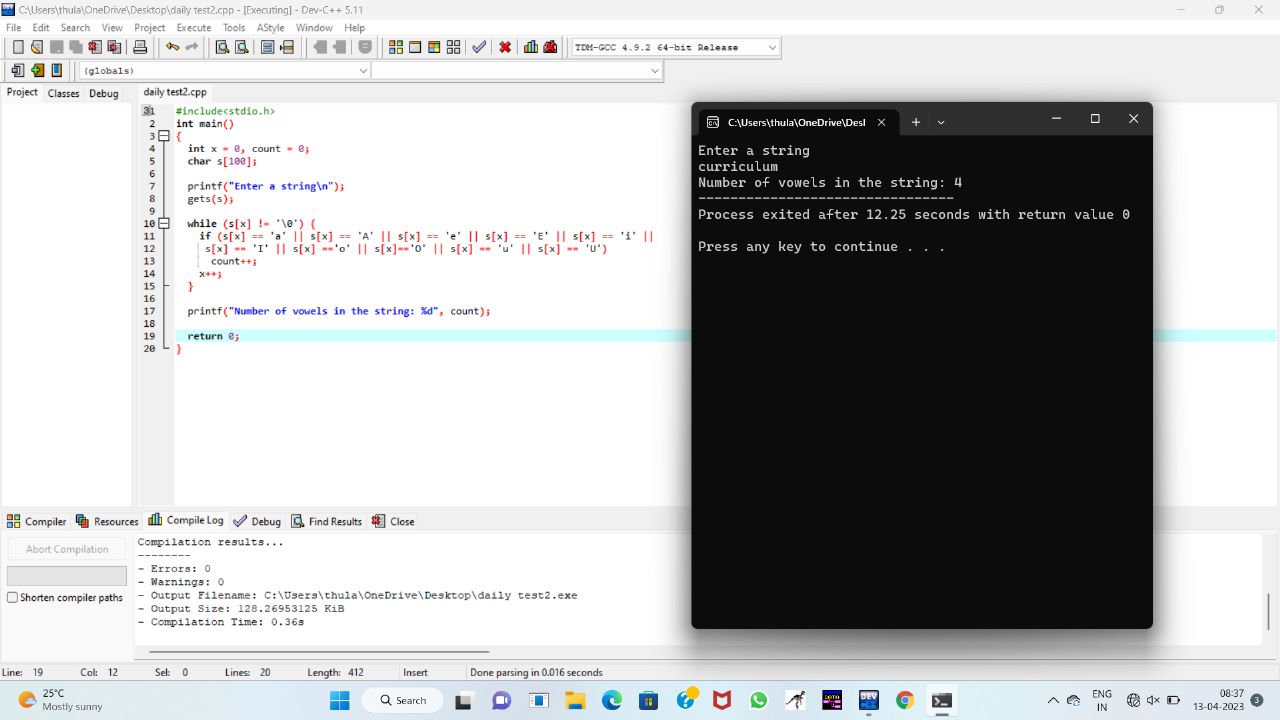 C:\Users\thula\OneDrive\Desktop\daily test2.cpp - [Executing] - Dev-C++ 5.11
File Edit Search View Project Execute Tools AStyle Window Help
TDM-GCC 4.9.2 64-bit Release
(globals)
Project Classes Debug
daily test2.cpp
1 #include<stdio.h>
2 int main()
3 {
4 int x = 0, count = 0;
5 char s[100];
6
7 printf("Enter a string\n");
8 gets(s);
9
10 while (s[x] != '\0') {
11 if (s[x] == 'a' || s[x] == 'A' || s[x] == 'e' || s[x] == 'E' || s[x] == 'i' ||
12 s[x] == 'I' || s[x] =='o' || s[x]=='O' || s[x] == 'u' || s[x] == 'U')
13 count++;
14 x++;
15 }
16
17 printf("Number of vowels in the string: %d", count);
18
19 return 0;
20 }
C:\Users\thula\OneDrive\Desl
Enter a string
curriculum
Number of vowels in the string: 4
--------------------------------
Process exited after 12.25 seconds with return value 0
Press any key to continue . . .
Compiler Resources Compile Log Debug Find Results Close
Abort Compilation
Shorten compiler paths
Compilation results...
--------
- Errors: 0
- Warnings: 0
- Output Filename: C:\Users\thula\OneDrive\Desktop\daily test2.exe
- Output Size: 128.26953125 KiB
- Compilation Time: 0.36s
Line: 19 Col: 12 Sel: 0 Lines: 20 Length: 412 Insert Done parsing in 0.016 seconds
25°C
Mostly sunny
Search
ENG
IN
08:37
13-04-2023
3